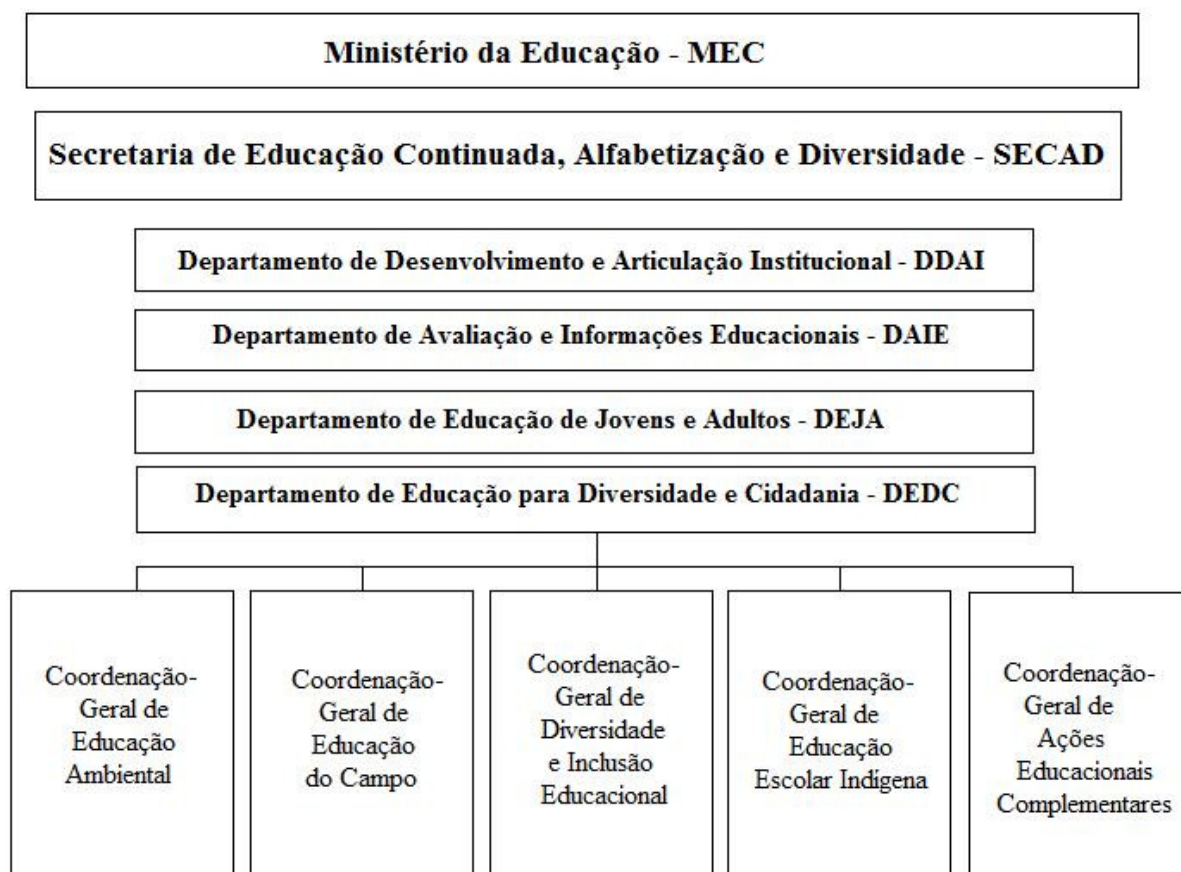 Ministério da Educação - MEC
Secretaria de Educação Continuada, Alfabetização e Diversidade - SECAD
Departamento de Desenvolvimento e Articulação Institucional - DDAI
Departamento de Avaliação e Informações Educacionais - DAIE
Departamento de Educação de Jovens e Adultos - DEJA
Departamento de Educação para Diversidade e Cidadania - DEDC
Coordenação-
Geral de
Educação
Ambiental
Coordenação-
Geral de
Educação
do Campo
Coordenação-
Geral de
Diversidade
e Inclusão
Educacional
Coordenação-
Geral de
Educação
Escolar Indígena
Coordenação-
Geral de
Ações
Educacionais
Complementares